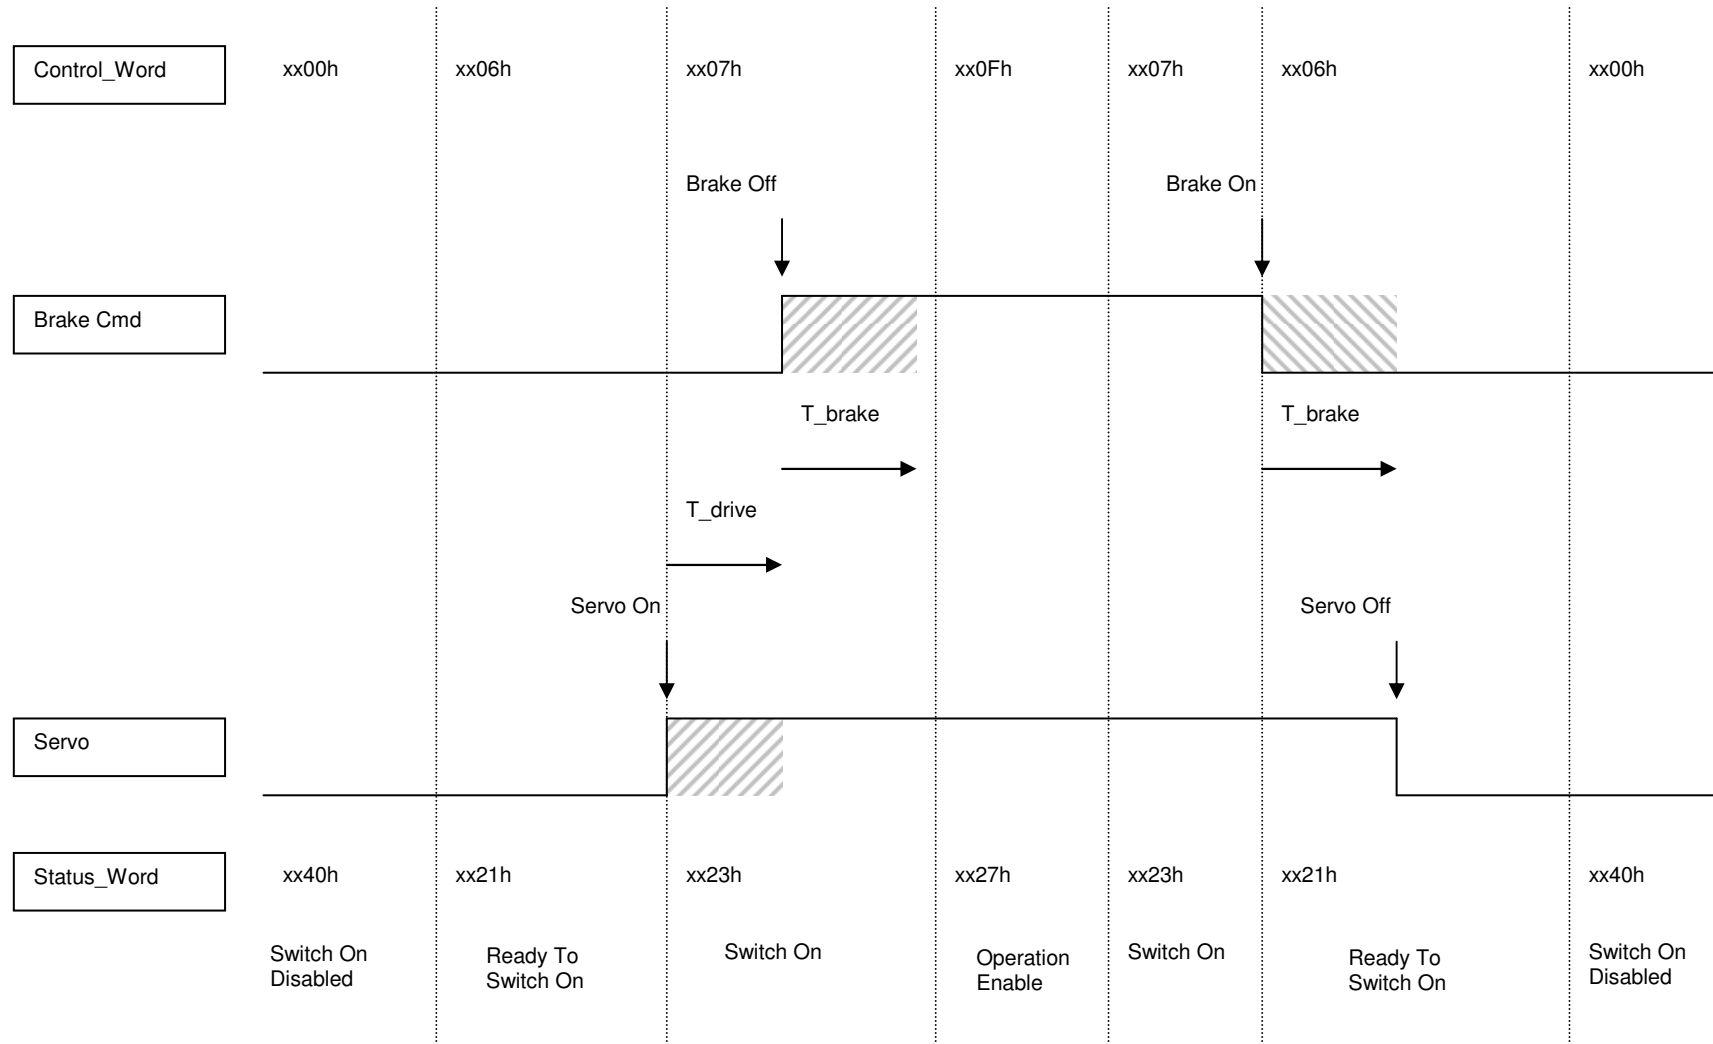 Control_Word xx00h xx06h xx07h xx0Fh xx07h xx06h xx00h
Brake Off Brake On
Brake Cmd
T_brake T_brake
T_drive
Servo On Servo Off
Servo
Status_Word xx40h xx21h xx23h xx27h xx23h xx21h xx40h
Switch On Ready To Switch On Operation Switch On Ready To Switch On
Disabled Switch On Enable Switch On Disabled